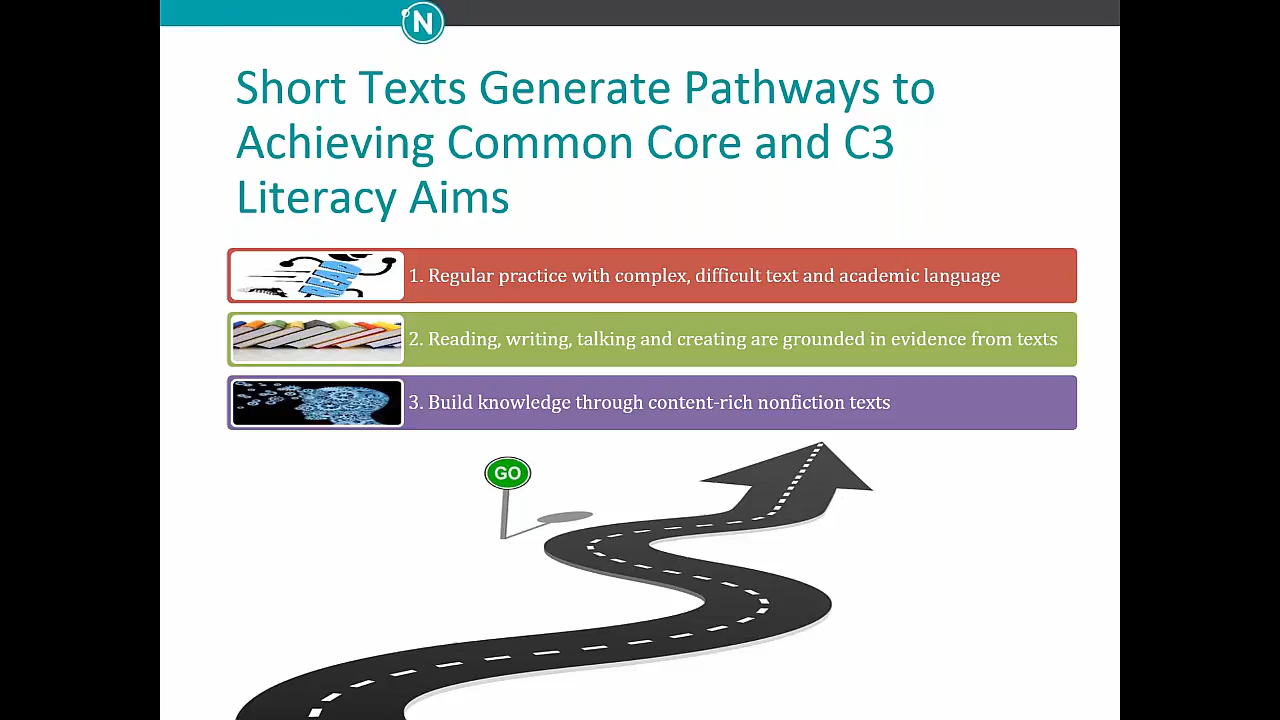 N
Short Texts Generate Pathways to
Achieving Common Core and C3
Literacy Aims
READ
1. Regular practice with complex, difficult text and academic language
2. Reading, writing, talking and creating are grounded in evidence from texts
3. Build knowledge through content-rich nonfiction texts
GO